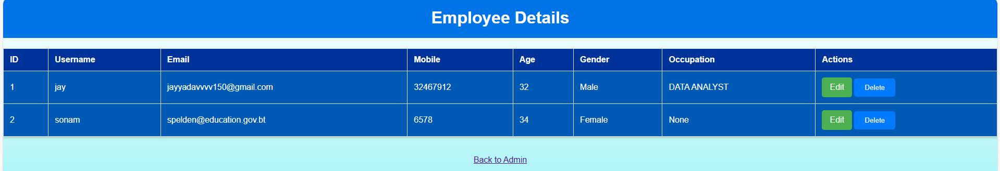 Employee Details
ID Username Email Mobile Age Gender Occupation Actions
1 jay jayyadavvvv150@gmail.com 32467912 32 Male DATA ANALYST Edit Delete
2 sonam spelden@education.gov.bt 6578 34 Female None Edit Delete
Back to Admin